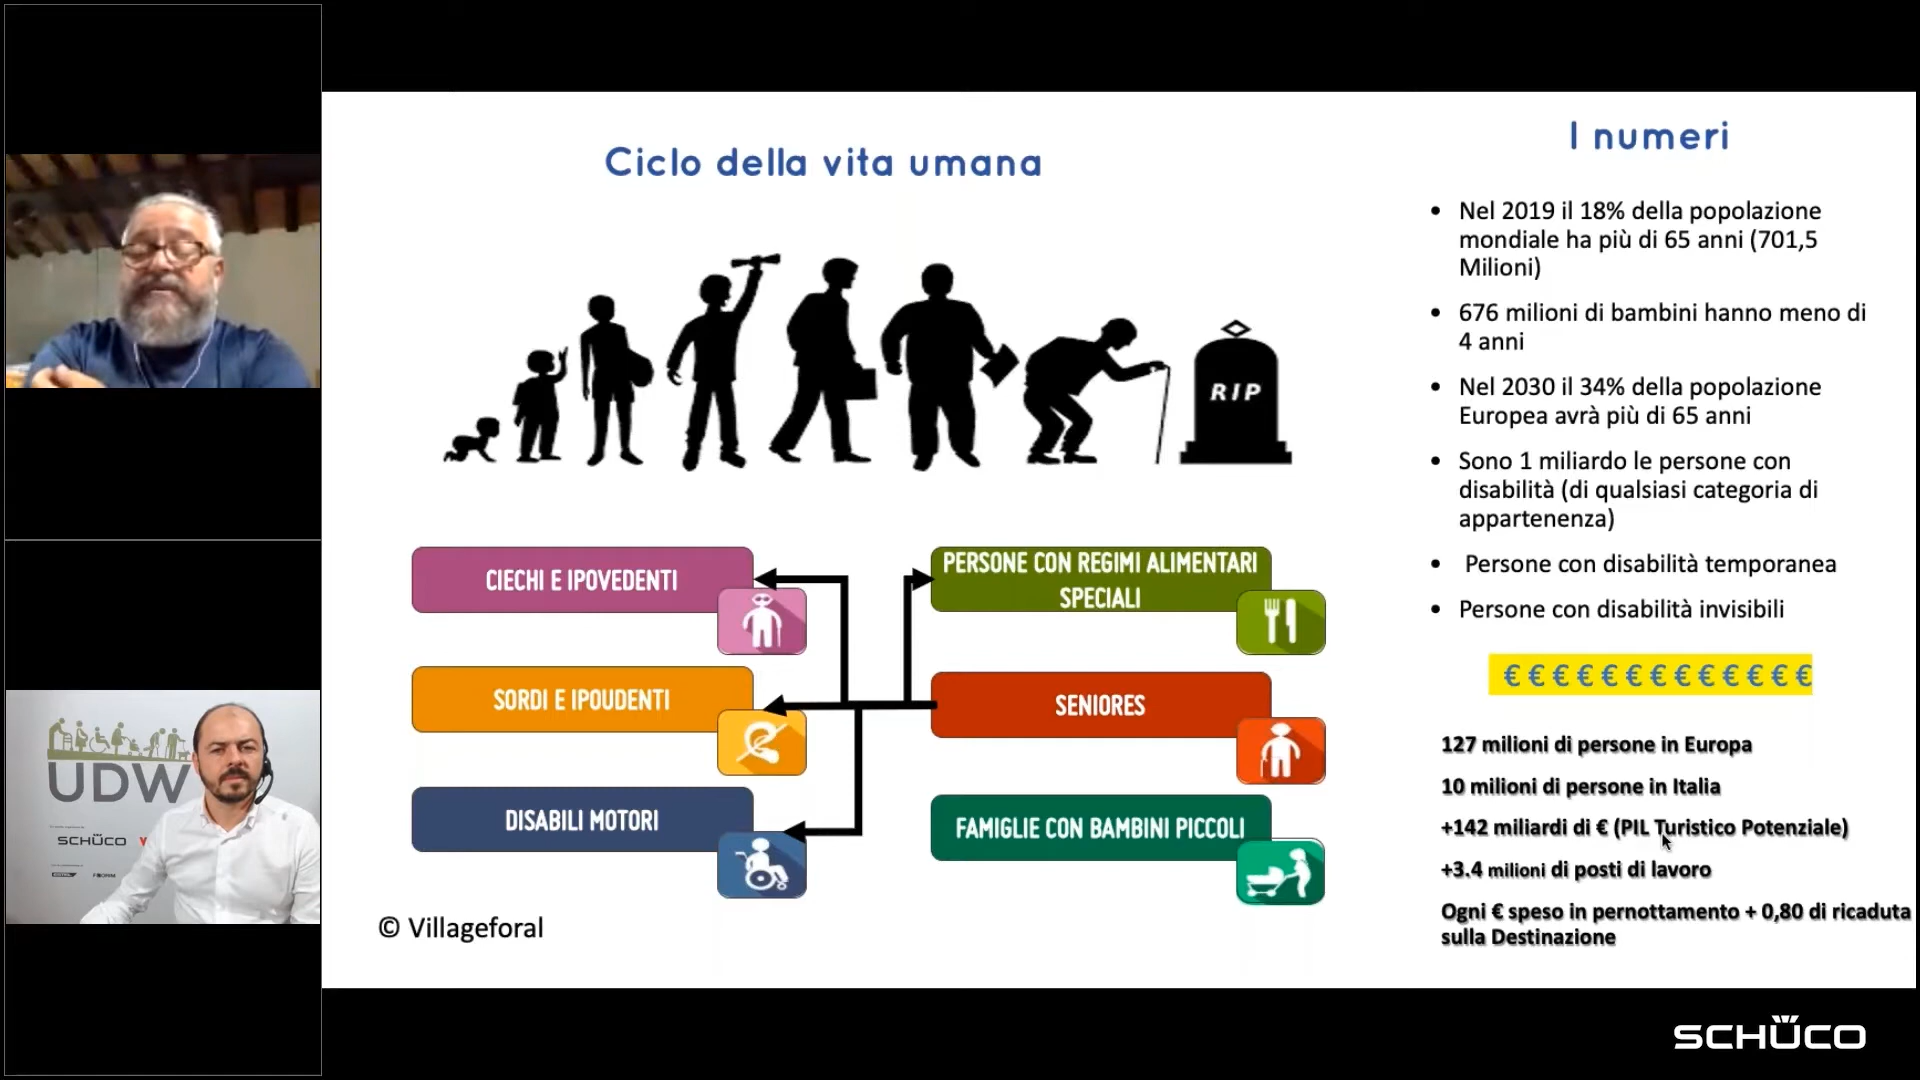 Ciclo della vita umana
RIP
CIECHI E IPOVEDENTI
SORDI E IPOUDENTI
DISABILI MOTORI
PERSONE CON REGIMI ALIMENTARI
SPECIALI
SENIORES
FAMIGLIE CON BAMBINI PICCOLI
© Villageforal
I numeri
• Nel 2019 il 18% della popolazione
mondiale ha più di 65 anni (701,5
Milioni)
• 676 milioni di bambini hanno meno di
4 anni
• Nel 2030 il 34% della popolazione
Europea avrà più di 65 anni
• Sono 1 miliardo le persone con
disabilità (di qualsiasi categoria di
appartenenza)
• Persone con disabilità temporanea
• Persone con disabilità invisibili
€ € € € € € € € € € € € €
127 milioni di persone in Europa
10 milioni di persone in Italia
+142 miliardi di € (PIL Turistico Potenziale)
+3.4 milioni di posti di lavoro
Ogni € speso in pernottamento + 0,80 di ricaduta
sulla Destinazione
UDW
SCHÜCO
SCHÜCO